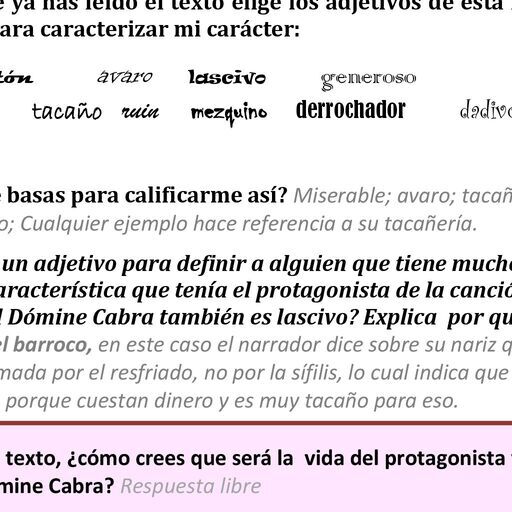 ya has leído el texto elige los adjetivos de esta
ara caracterizar mi carácter:
tón avaro lascivo generoso
tacaño ruin mezquino derrochador dadivo
e basas para calificarme así? Miserable; avaro; tacañ
o; Cualquier ejemplo hace referencia a su tacañería.
un adjetivo para definir a alguien que tiene mucho
aracterística que tenía el protagonista de la canció
l Dómine Cabra también es lascivo? Explica por qu
el barroco, en este caso el narrador dice sobre su nariz q
mada por el resfriado, no por la sífilis, lo cual indica que
porque cuestan dinero y es muy tacaño para eso.
texto, ¿cómo crees que será la vida del protagonista
mine Cabra? Respuesta libre